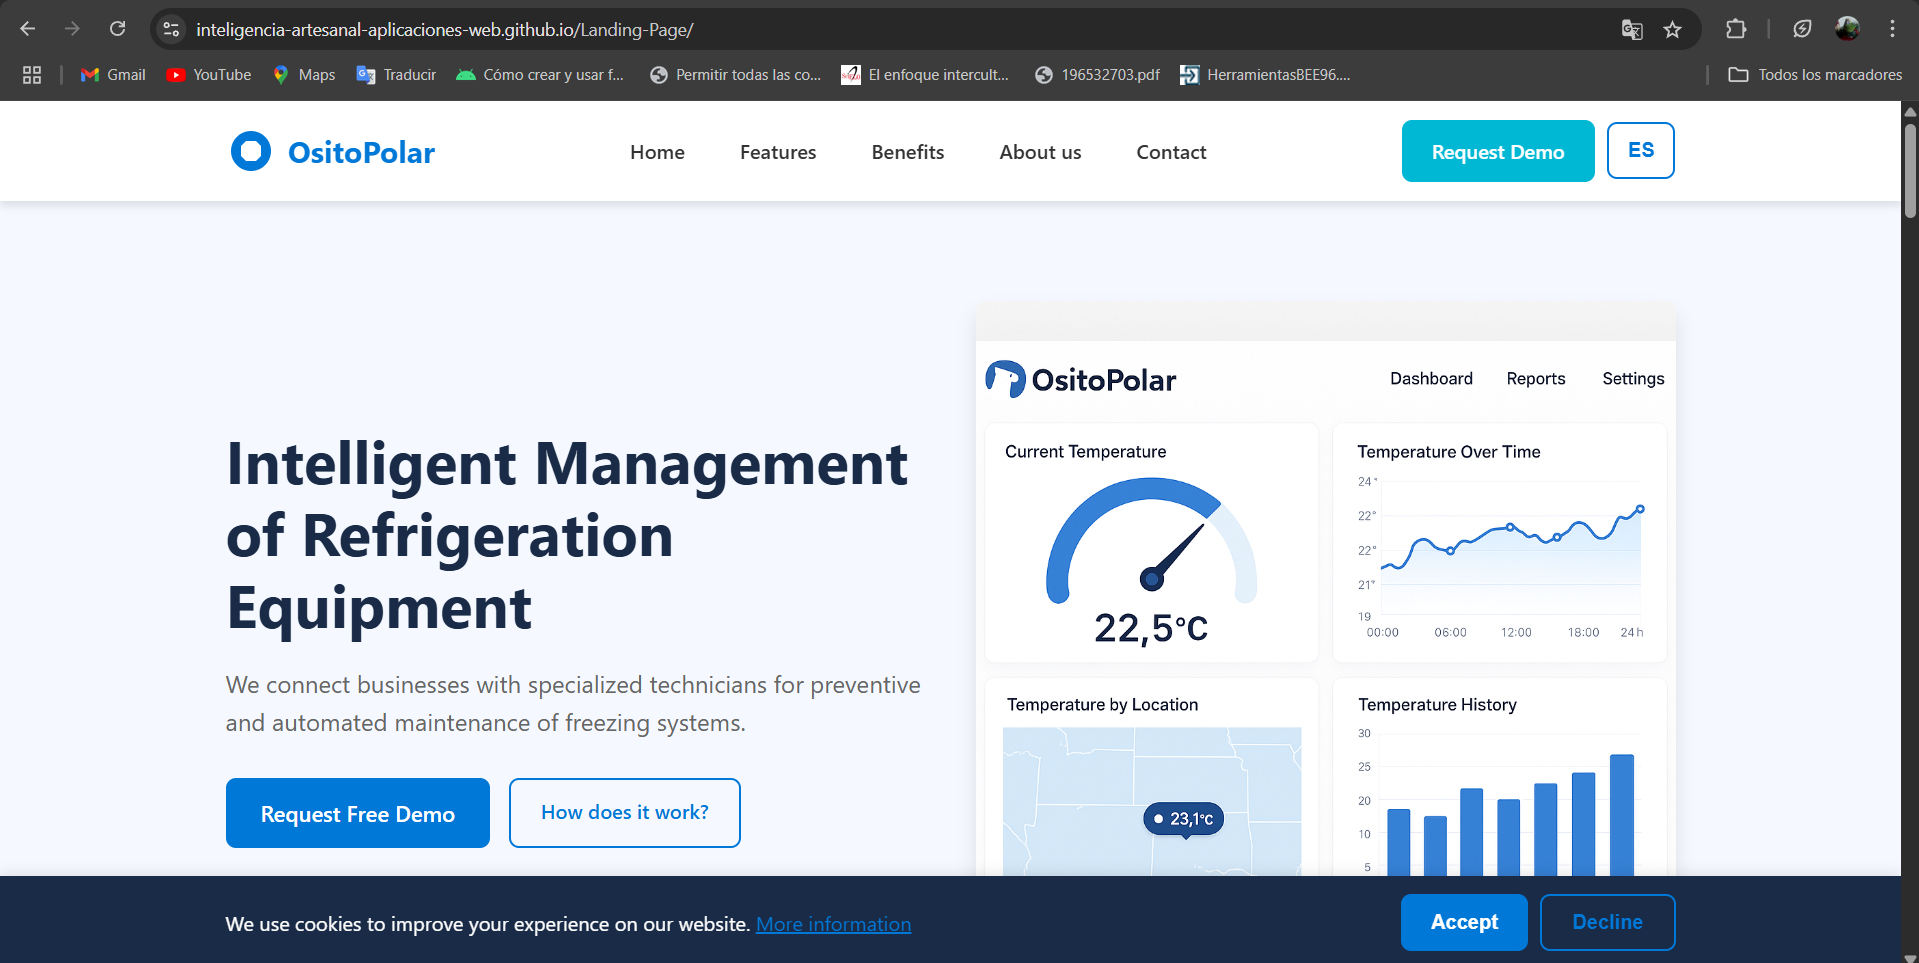 inteligencia-artesanal-aplicaciones-web.github.io/Landing-Page/
Gmail
YouTube
Maps
Traducir
Cómo crear y usar f...
Permitir todas las co...
El enfoque intercult...
196532703.pdf
HerramientasBEE96....
Todos los marcadores
OsitoPolar
Home
Features
Benefits
About us
Contact
Request Demo
ES
Intelligent Management
of Refrigeration
Equipment
We connect businesses with specialized technicians for preventive
and automated maintenance of freezing systems.
Request Free Demo
How does it work?
OsitoPolar
Dashboard
Reports
Settings
Current Temperature
22,5°C
Temperature Over Time
24°
22°
22°
21°
19
00:00
06:00
12:00
18:00
24h
Temperature by Location
23,1°C
Temperature History
30
25
20
10
5
We use cookies to improve your experience on our website. More information
Accept
Decline